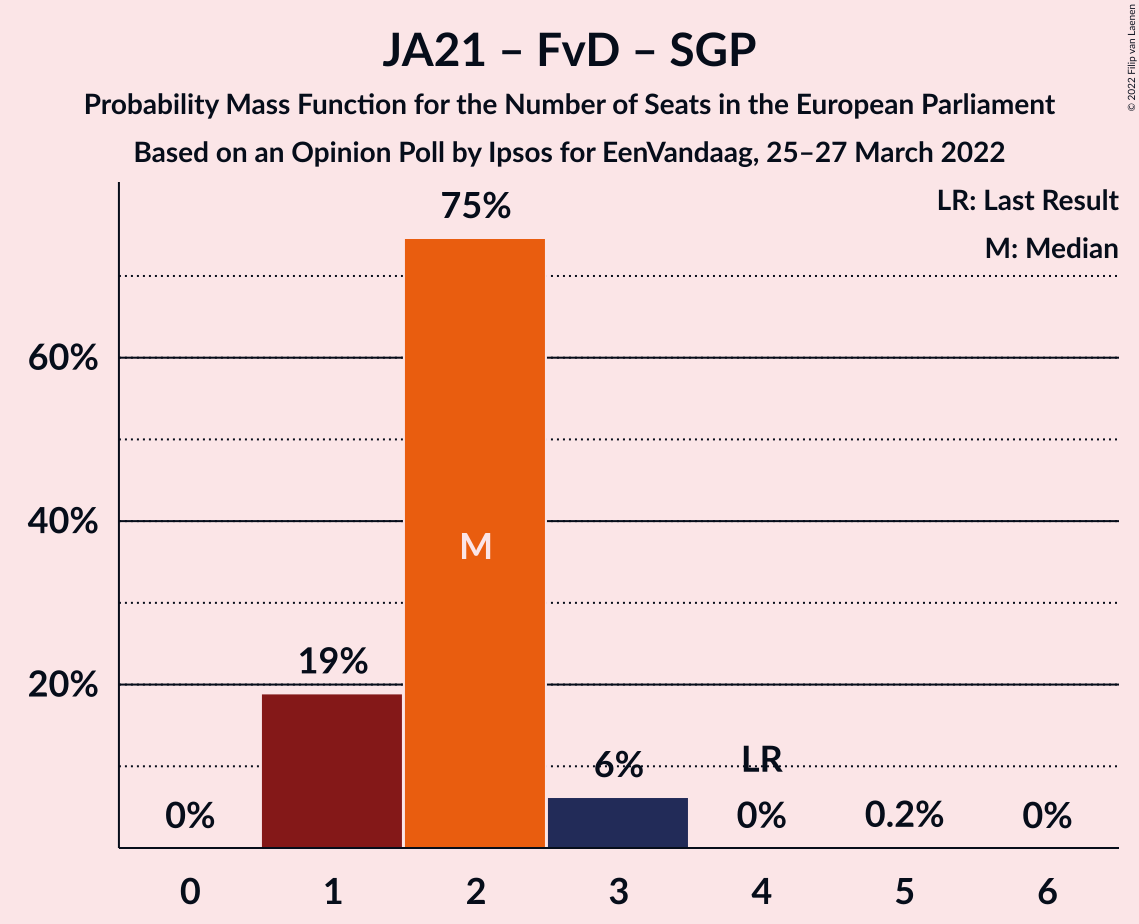 JA21 – FvD – SGP
Probability Mass Function for the Number of Seats in the European Parliament
Based on an Opinion Poll by Ipsos for EenVandaag, 25–27 March 2022
© 2022 Filip van Laenen
LR: Last Result
M: Median
75%
60%
40%
M
19%
20%
6%
LR
0%
0%
0.2%
0%
0 1 2 3 4 5 6